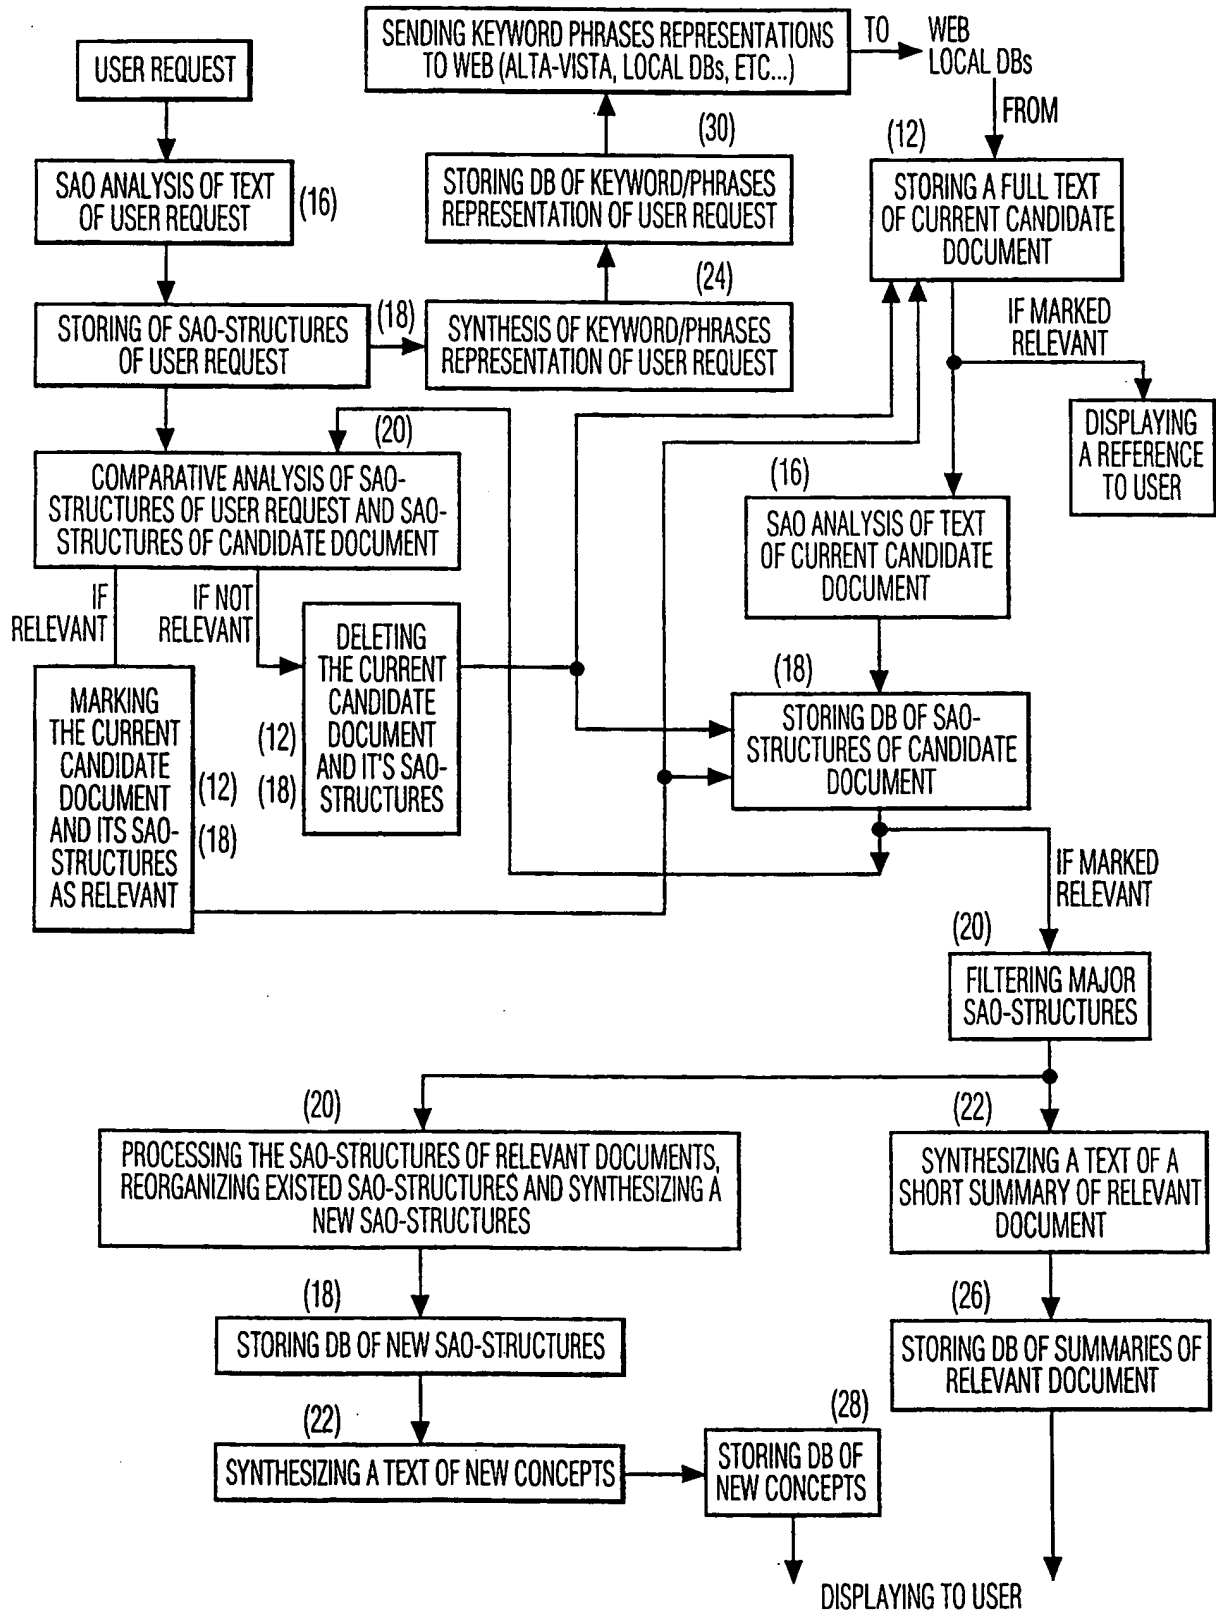 USER REQUEST
SAO ANALYSIS OF TEXT
OF USER REQUEST
(16)
STORING OF SAO-STRUCTURES
OF USER REQUEST
(18)
SENDING KEYWORD PHRASES REPRESENTATIONS
TO WEB (ALTA-VISTA, LOCAL DBs, ETC...)
TO
WEB
LOCAL DBs
FROM
(30)
STORING DB OF KEYWORD/PHRASES
REPRESENTATION OF USER REQUEST
(24)
SYNTHESIS OF KEYWORD/PHRASES
REPRESENTATION OF USER REQUEST
(12)
STORING A FULL TEXT
OF CURRENT CANDIDATE
DOCUMENT
IF MARKED
RELEVANT
DISPLAYING
A REFERENCE
TO USER
(20)
COMPARATIVE ANALYSIS OF SAO-
STRUCTURES OF USER REQUEST AND SAO-
STRUCTURES OF CANDIDATE DOCUMENT
(16)
SAO ANALYSIS OF TEXT
OF CURRENT CANDIDATE
DOCUMENT
IF
RELEVANT
IF NOT
RELEVANT
DELETING
THE CURRENT
CANDIDATE
DOCUMENT
AND IT'S SAO-
STRUCTURES
(12)
(18)
MARKING
THE CURRENT
CANDIDATE
DOCUMENT
AND ITS SAO-
STRUCTURES
AS RELEVANT
(12)
(18)
(18)
STORING DB OF SAO-
STRUCTURES OF CANDIDATE
DOCUMENT
IF MARKED
RELEVANT
(20)
FILTERING MAJOR
SAO-STRUCTURES
(20)
PROCESSING THE SAO-STRUCTURES OF RELEVANT DOCUMENTS,
REORGANIZING EXISTED SAO-STRUCTURES AND SYNTHESIZING A
NEW SAO-STRUCTURES
(22)
SYNTHESIZING A TEXT OF A
SHORT SUMMARY OF RELEVANT
DOCUMENT
(18)
STORING DB OF NEW SAO-STRUCTURES
(26)
STORING DB OF SUMMARIES OF
RELEVANT DOCUMENT
(22)
SYNTHESIZING A TEXT OF NEW CONCEPTS
(28)
STORING DB OF
NEW CONCEPTS
DISPLAYING TO USER